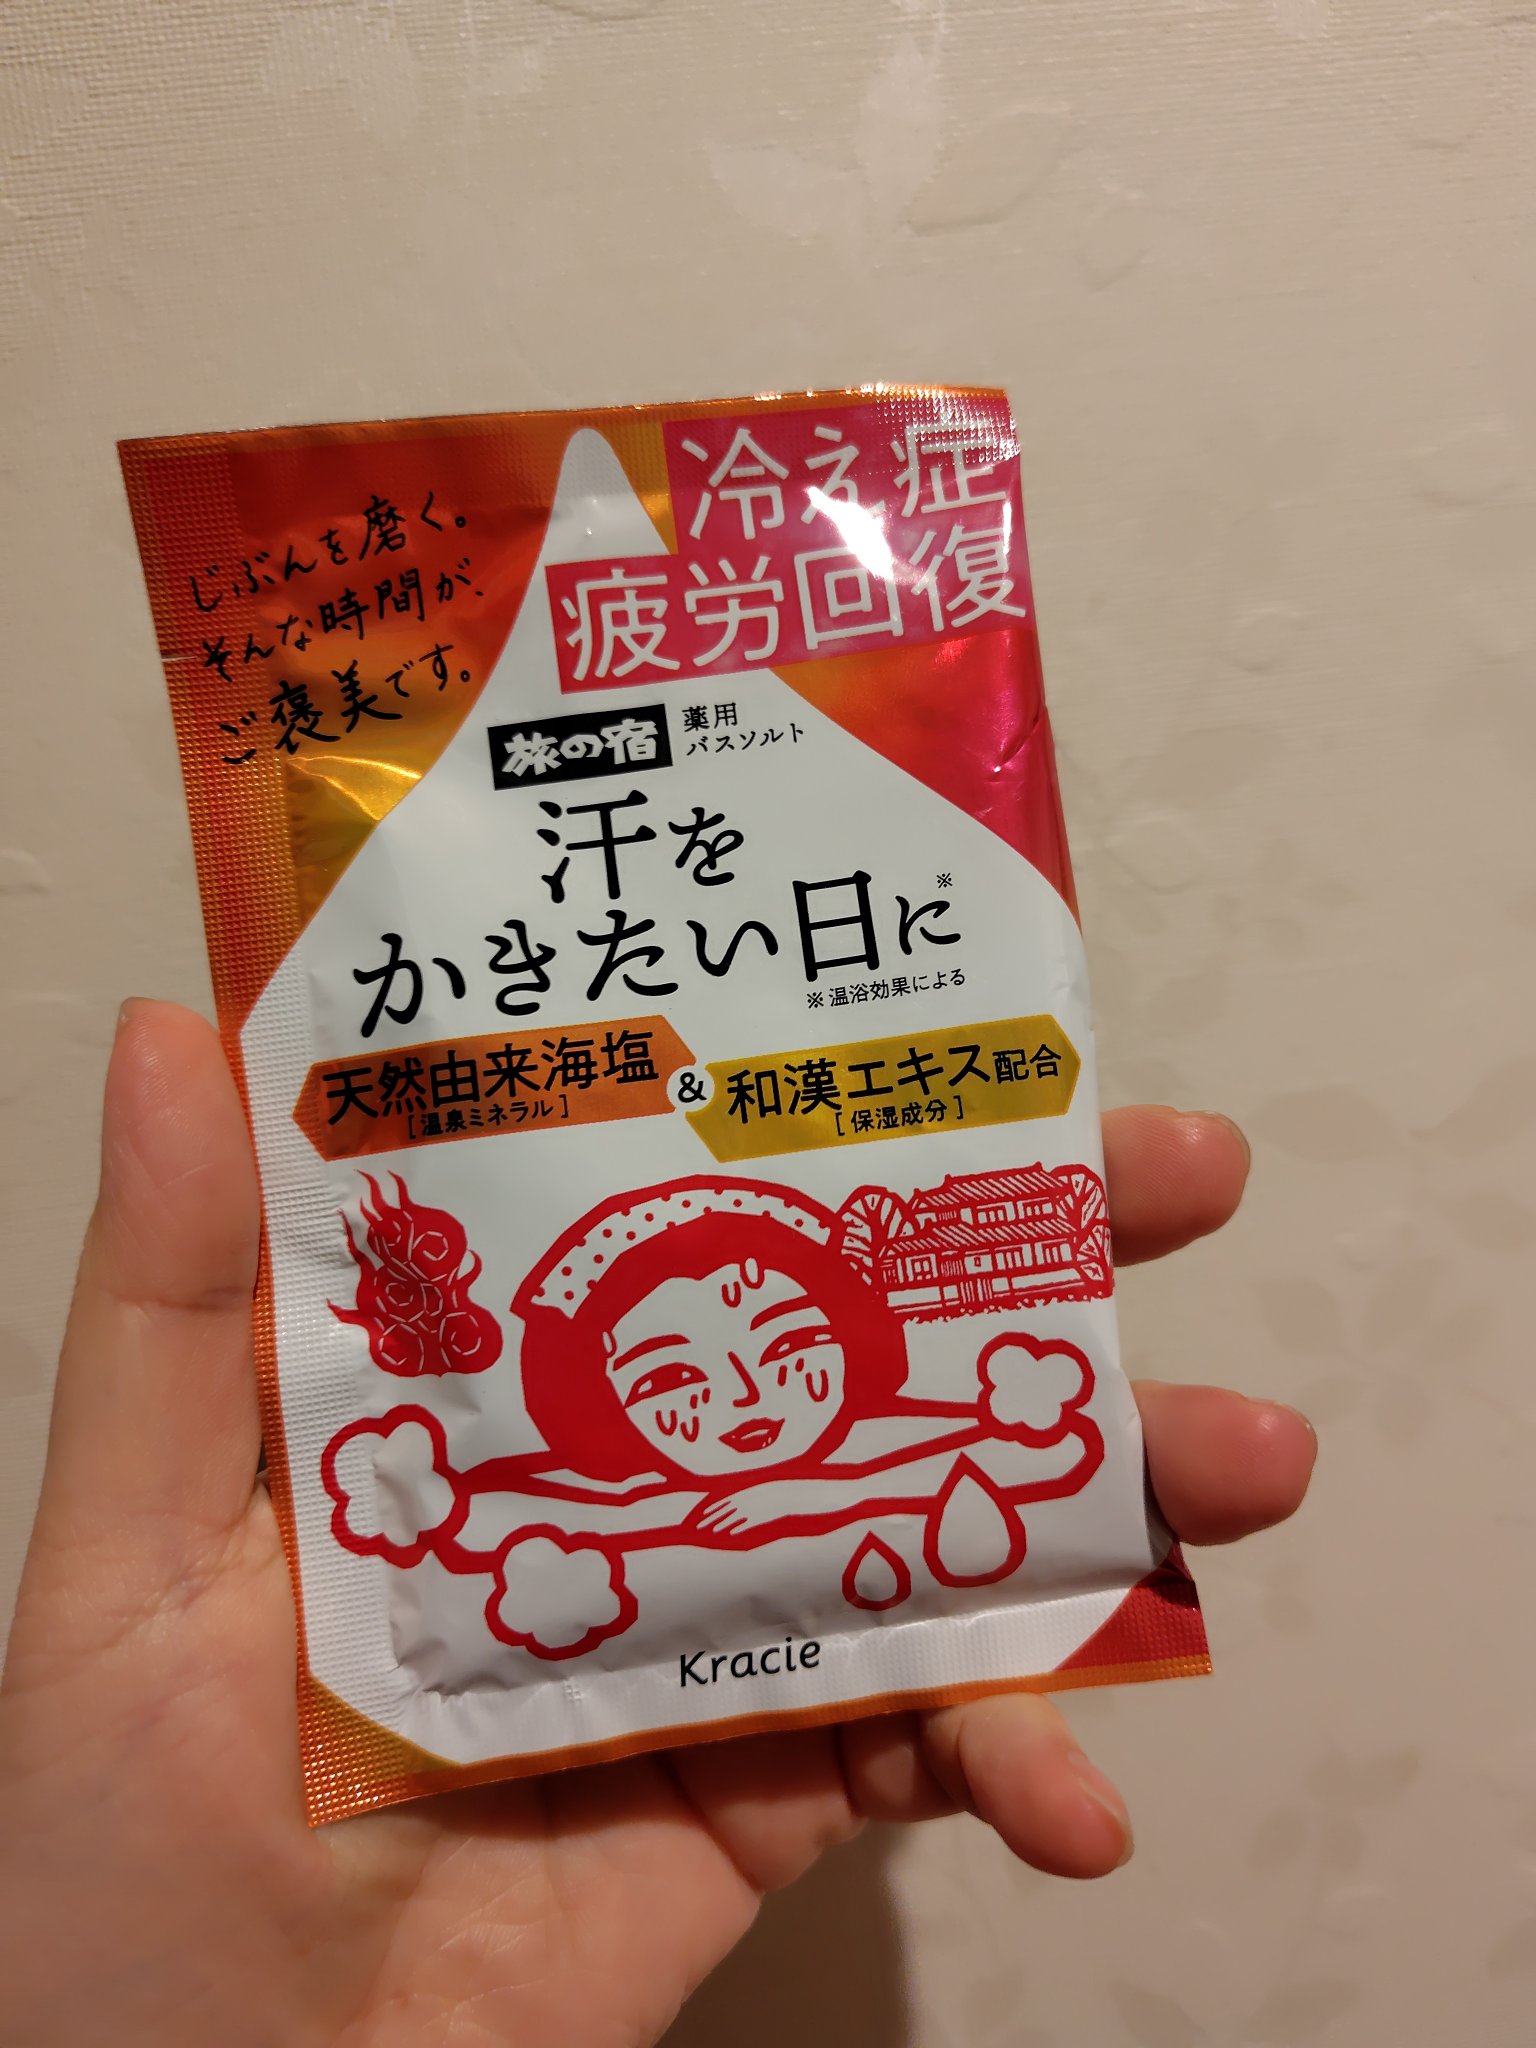 冷え症
疲労回復
じぶんを磨く。
そんな時間が、
ご褒美です。
旅の宿
薬用
バスソルト
汗を
かきたい日に※
※温浴効果による
天然由来海塩
[温泉ミネラル]
&
和漢エキス配合
[保湿成分]
Kracie